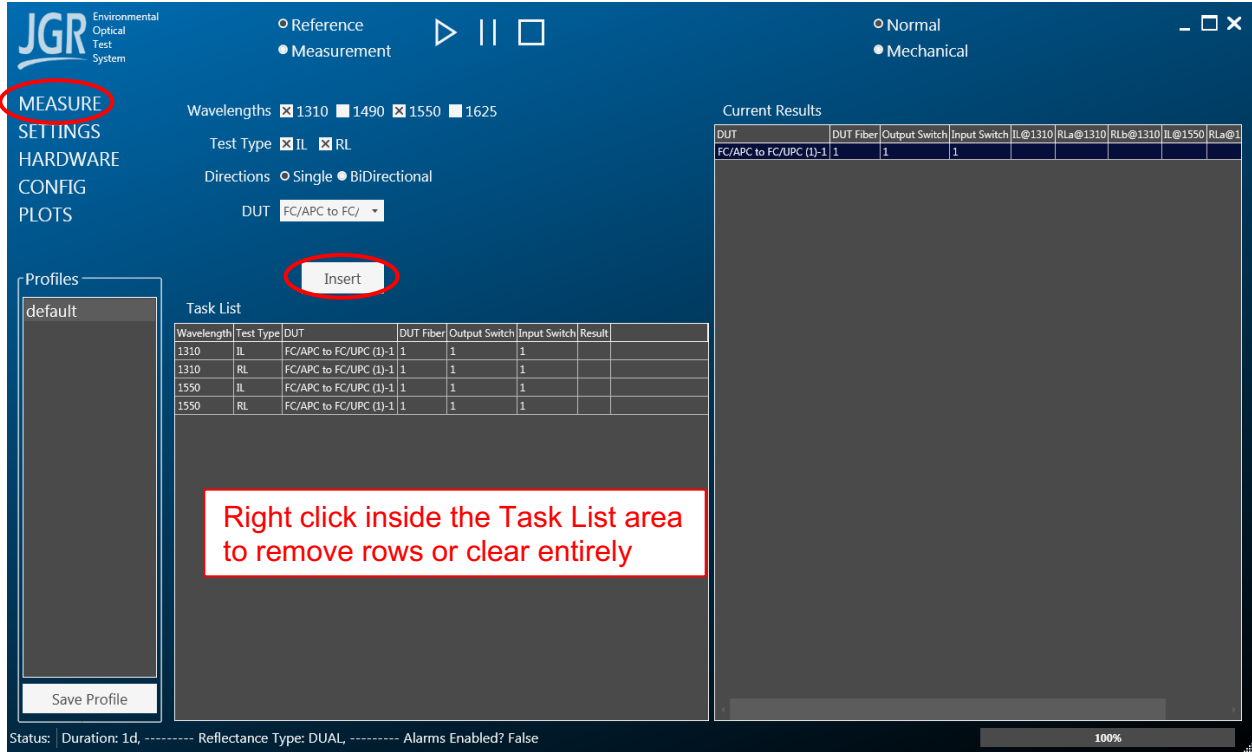 JGR Environmental
Optical
Test
System
Reference
Measurement
Normal
Mechanical
MEASURE
SETTINGS
HARDWARE
CONFIG
PLOTS
Wavelengths 1310 1490 1550 1625
Test Type IL RL
Directions Single BiDirectional
DUT FC/APC to FC/
Insert
Profiles
default
Save Profile
Task List
Wavelength Test Type DUT DUT Fiber Output Switch Input Switch Result
1310 IL FC/APC to FC/UPC (1)-1 1 1 1
1310 RL FC/APC to FC/UPC (1)-1 1 1 1
1550 IL FC/APC to FC/UPC (1)-1 1 1 1
1550 RL FC/APC to FC/UPC (1)-1 1 1 1
Right click inside the Task List area
to remove rows or clear entirely
Current Results
DUT DUT Fiber Output Switch Input Switch IL@1310 RLa@1310 RLb@1310 IL@1550 RLa@1
FC/APC to FC/UPC (1)-1 1 1 1
Status: Duration: 1d, --------- Reflectance Type: DUAL, --------- Alarms Enabled? False
100%